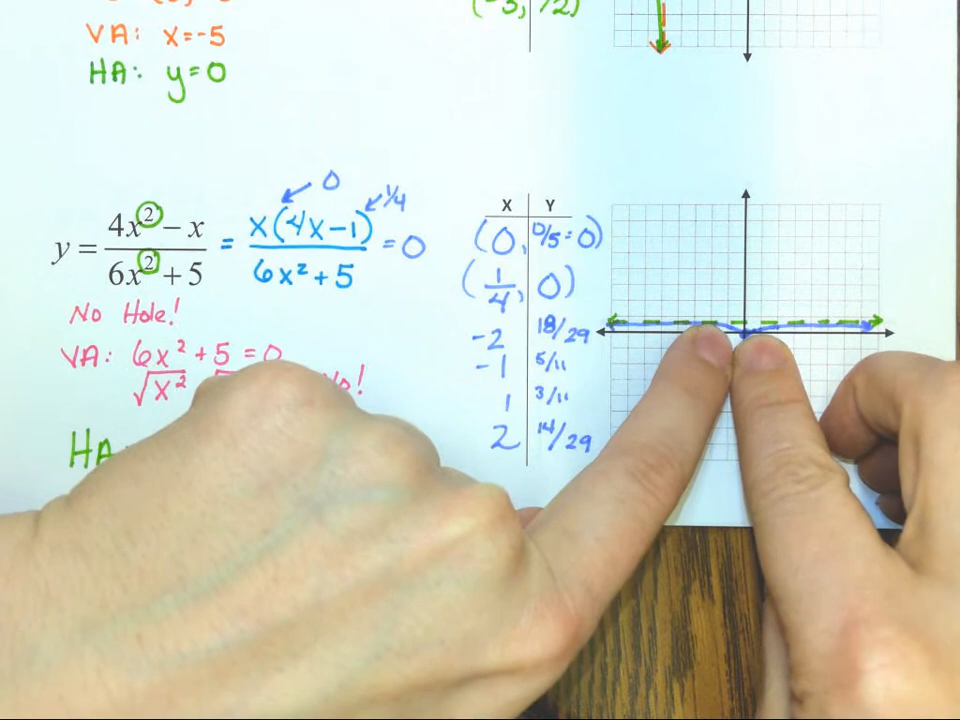 (-3, 1/2)
VA: x=-5
HA: y=0
y = 4x² - x / 6x² + 5 = x(4x-1) / 6x²+5 = 0
0
1/4
No Hole!
VA: 6x²+5=0
√x²
No!
HA
X Y
(0, 0/5=0)
(1/4, 0)
-2 18/29
-1 5/11
1 3/11
2 14/29